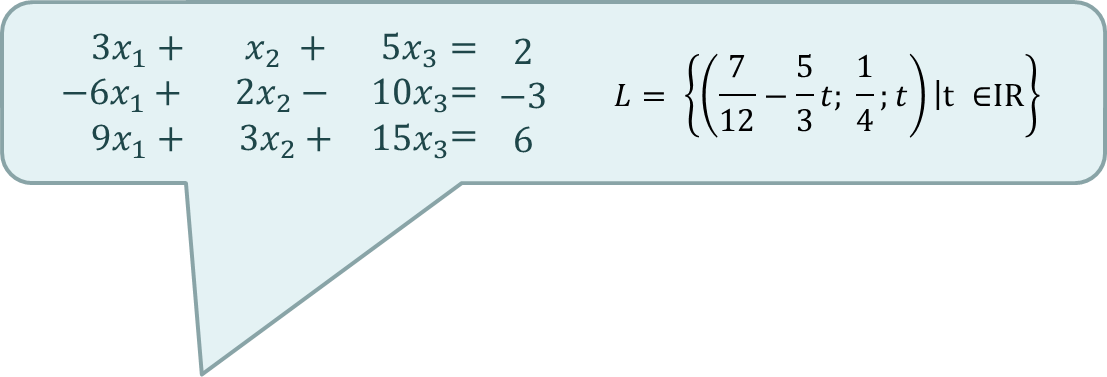 3x₁ + x₂ + 5x₃ = 2
−6x₁ + 2x₂ − 10x₃= −3
9x₁ + 3x₂ + 15x₃= 6
L = {(7/12 − 5/3 t; 1/4 ; t) |t ∈IR}